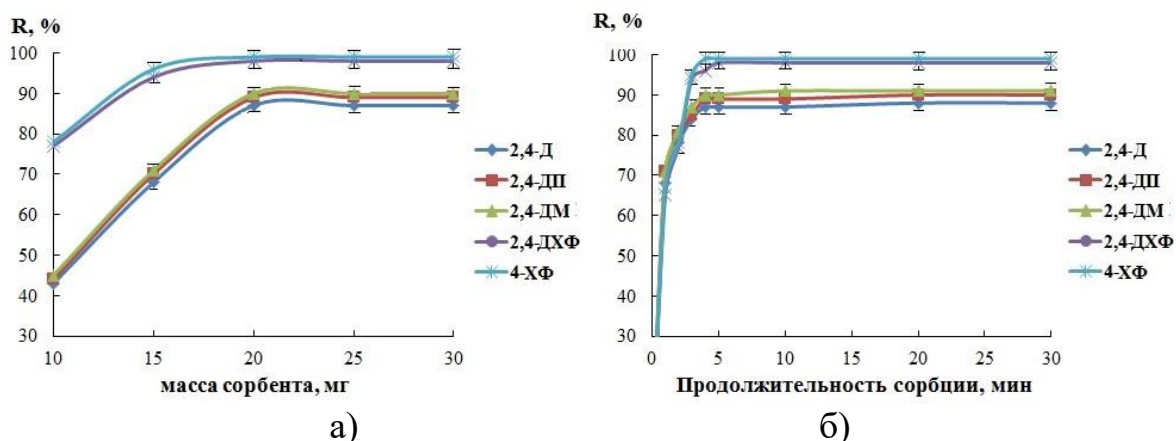 R, %
100
90
80
70
60
50
40
30
10 15 20 25 30
масса сорбента, мг
2,4-Д
2,4-ДП
2,4-ДМ
2,4-ДХФ
4-ХФ
а)
R, %
100
90
80
70
60
50
40
30
0 5 10 15 20 25 30
Продолжительность сорбции, мин
2,4-Д
2,4-ДП
2,4-ДМ
2,4-ДХФ
4-ХФ
б)